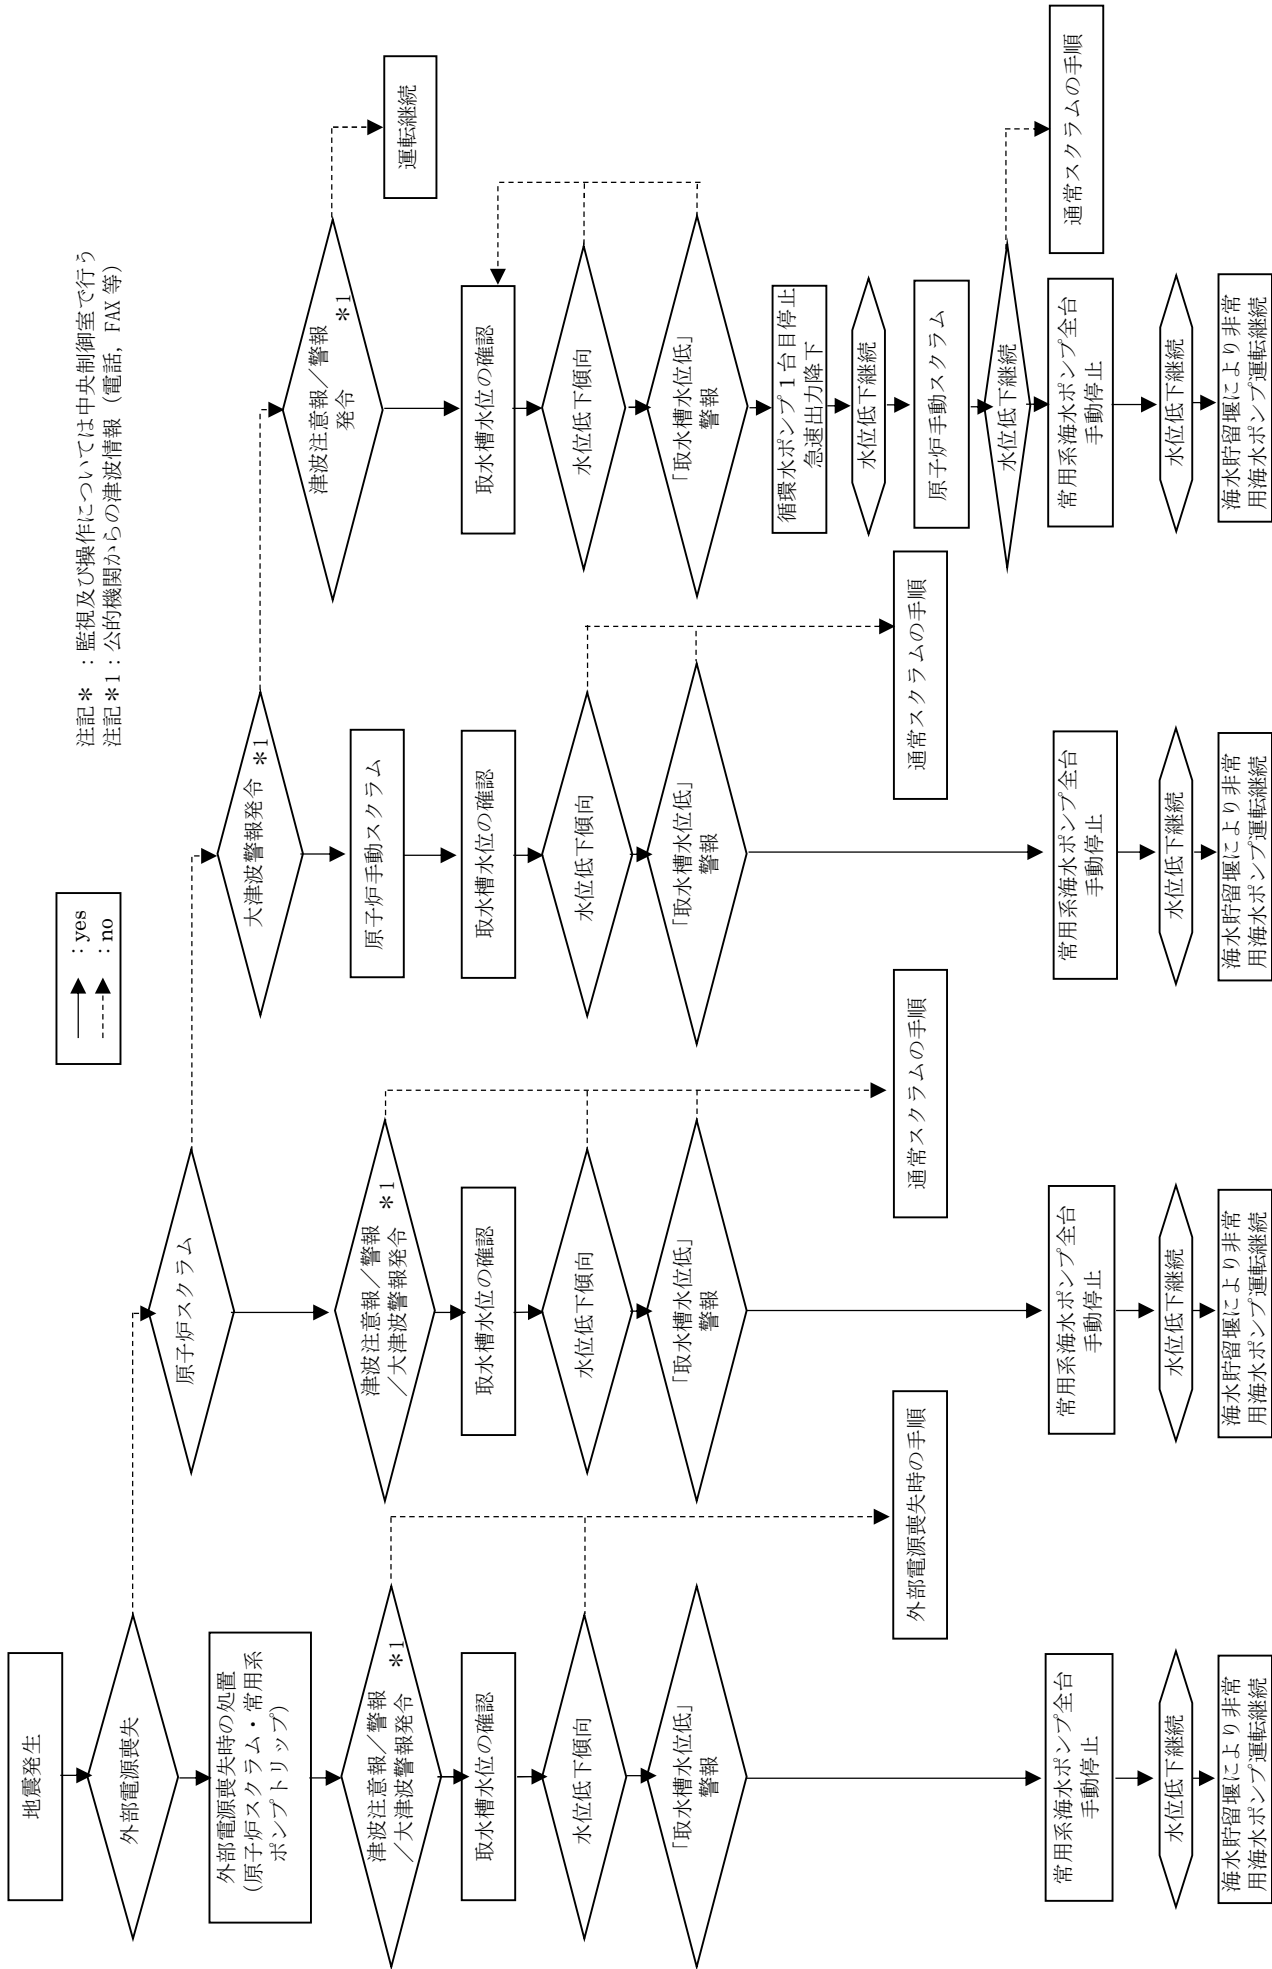 地震発生
外部電源喪失
外部電源喪失時の処置
(原子炉スクラム・常用系
ポンプトリップ)
津波注意報／警報
／大津波警報発令
＊1
取水槽水位の確認
水位低下傾向
「取水槽水位低」
警報
外部電源喪失時の手順
常用系海水ポンプ全台
手動停止
水位低下継続
海水貯留堰により非常
用海水ポンプ運転継続
原子炉スクラム
津波注意報／警報
／大津波警報発令
＊1
取水槽水位の確認
水位低下傾向
「取水槽水位低」
警報
通常スクラムの手順
常用系海水ポンプ全台
手動停止
水位低下継続
海水貯留堰により非常
用海水ポンプ運転継続
：yes
：no
大津波警報発令
＊1
原子炉手動スクラム
取水槽水位の確認
水位低下傾向
「取水槽水位低」
警報
通常スクラムの手順
常用系海水ポンプ全台
手動停止
水位低下継続
海水貯留堰により非常
用海水ポンプ運転継続
注記＊ ：監視及び操作については中央制御室で行う
注記＊1：公的機関からの津波情報（電話，FAX 等）
津波注意報／警報
発令
＊1
運転継続
取水槽水位の確認
水位低下傾向
「取水槽水位低」
警報
循環水ポンプ 1 台目停止
急速出力降下
水位低下継続
原子炉手動スクラム
水位低下継続
通常スクラムの手順
常用系海水ポンプ全台
手動停止
水位低下継続
海水貯留堰により非常
用海水ポンプ運転継続